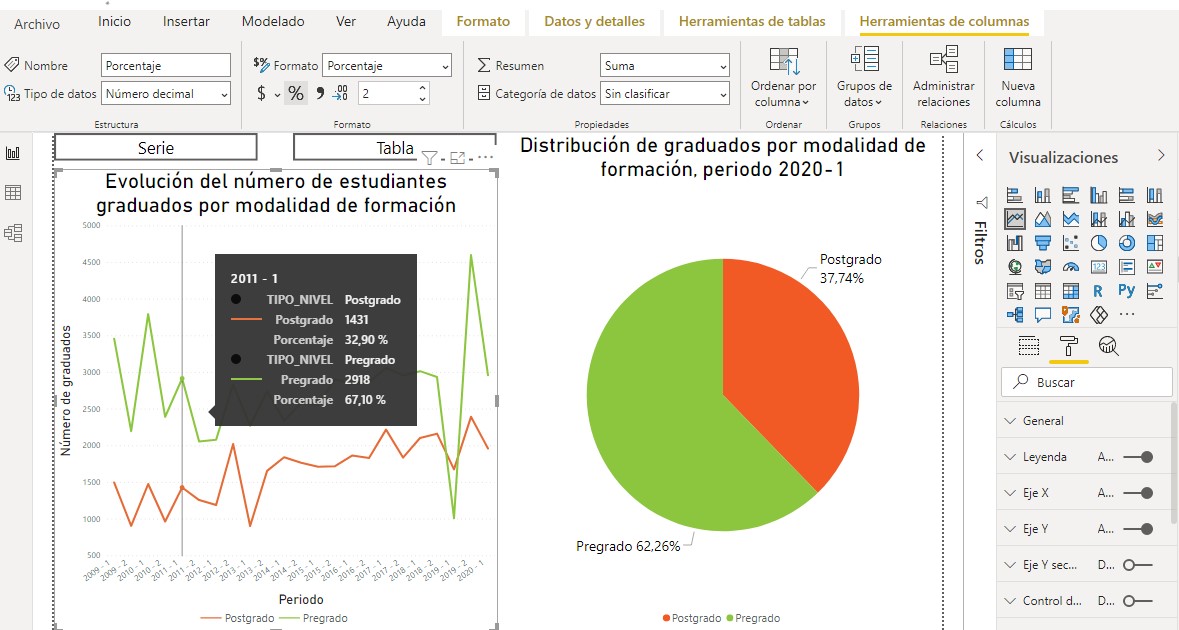 Archivo Inicio Insertar Modelado Ver Ayuda Formato Datos y detalles Herramientas de tablas Herramientas de columnas
Nombre Porcentaje
Tipo de datos Número decimal
Estructura
$% Formato Porcentaje
$ % 9 .00 2
Formato
Resumen Suma
Categoría de datos Sin clasificar
Propiedades
Ordenar por
columna
Ordenar
Grupos de
datos
Grupos
Administrar
relaciones
Relaciones
Nueva
columna
Cálculos
Serie
Tabla
Evolución del número de estudiantes
graduados por modalidad de formación
5000
4500
4000
3500
3000
2500
2000
1500
1000
500
Número de graduados
2011 - 1
TIPO_NIVEL Postgrado
Postgrado 1431
Porcentaje 32,90 %
TIPO_NIVEL Pregrado
Pregrado 2918
Porcentaje 67,10 %
2009 - 1
2009 - 2
2010 - 1
2010 - 2
2011 - 1
2011 - 2
2012 - 1
2012 - 2
2013 - 1
2013 - 2
2014 - 1
2014 - 2
2015 - 1
2015 - 2
2016 - 1
2016 - 2
2017 - 1
2017 - 2
2018 - 1
2018 - 2
2019 - 1
2019 - 2
2020 - 1
Periodo
Postgrado Pregrado
Distribución de graduados por modalidad de
formación, periodo 2020-1
Postgrado
37,74%
Pregrado 62,26%
Postgrado Pregrado
Filtros
Visualizaciones
123
R Py
Buscar
General
Leyenda A...
Eje X A...
Eje Y A...
Eje Y sec... D...
Control d... D...